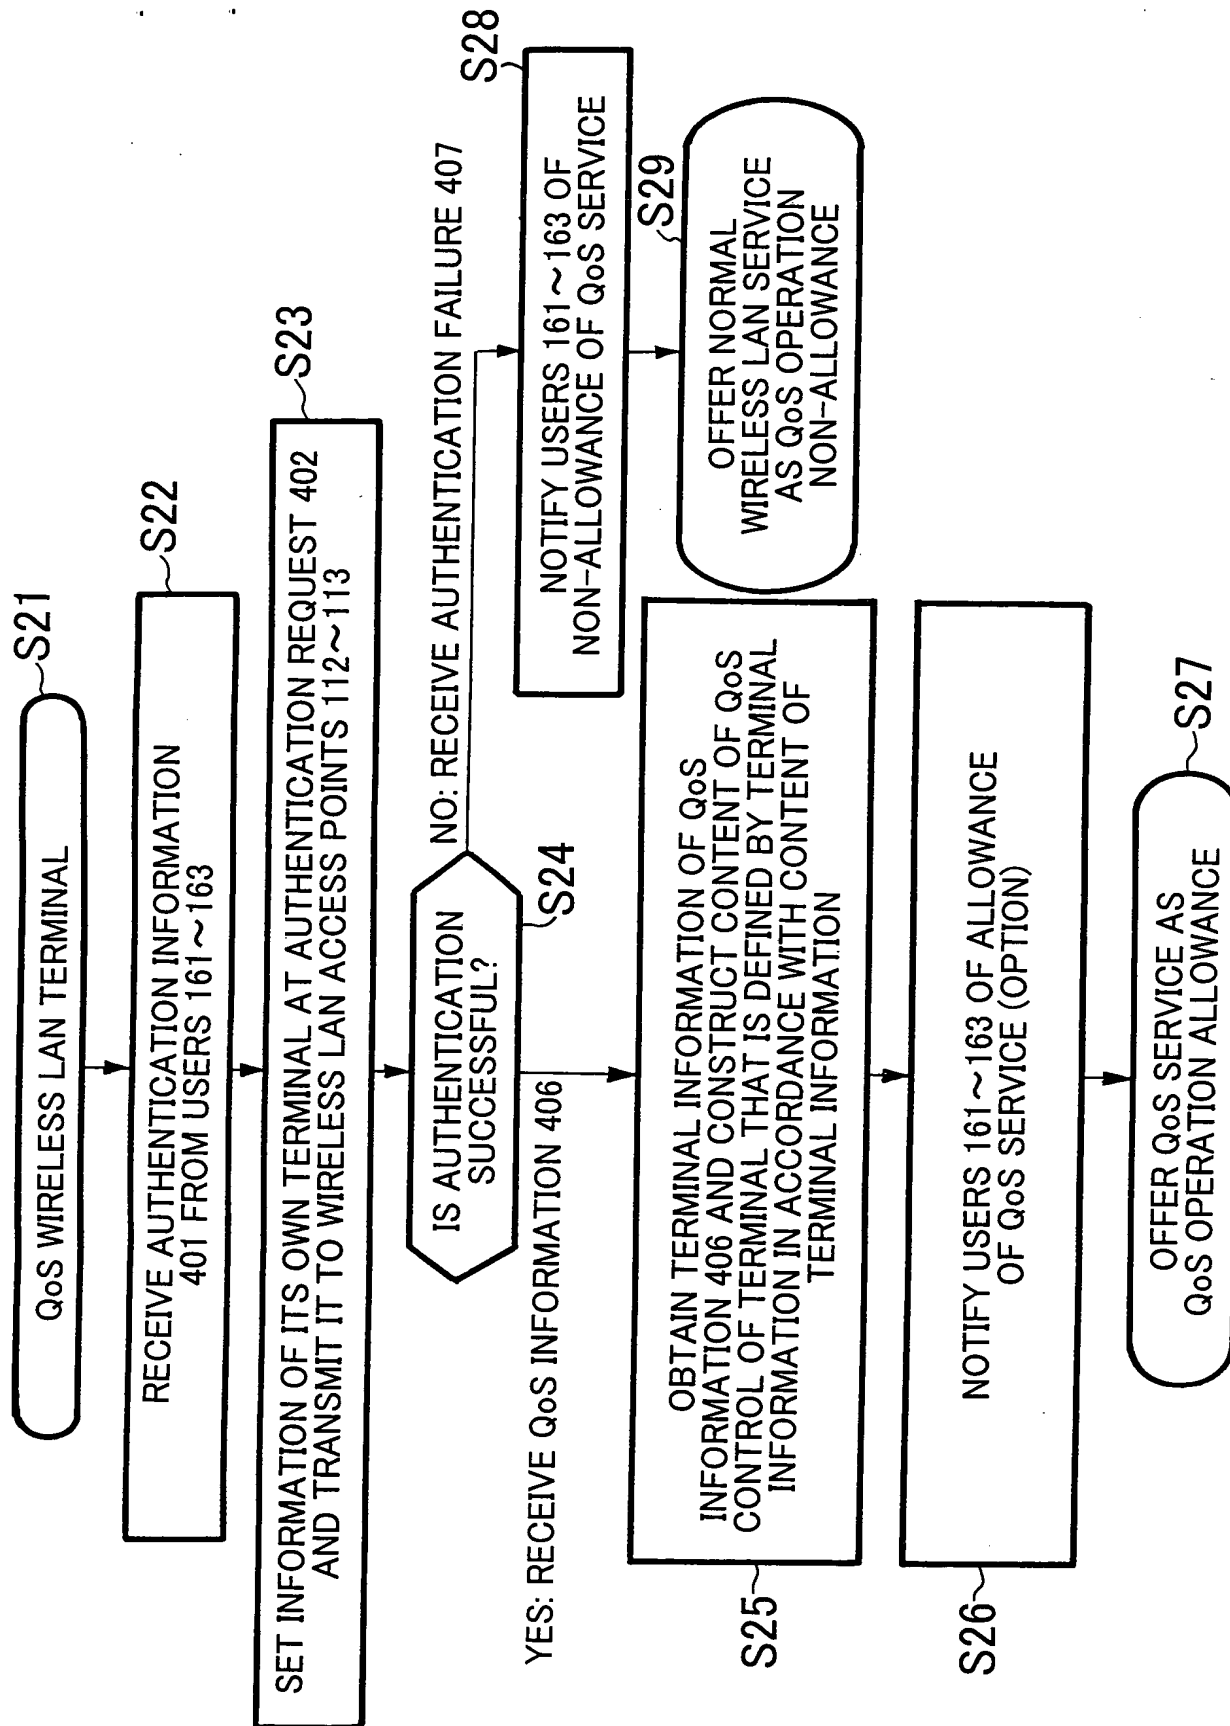 S21
QoS WIRELESS LAN TERMINAL
S22
RECEIVE AUTHENTICATION INFORMATION
401 FROM USERS 161~163
S23
SET INFORMATION OF ITS OWN TERMINAL AT AUTHENTICATION REQUEST 402
AND TRANSMIT IT TO WIRELESS LAN ACCESS POINTS 112~113
IS AUTHENTICATION
SUCCESSFUL?
S24
NO: RECEIVE AUTHENTICATION FAILURE 407
YES: RECEIVE QoS INFORMATION 406
S28
NOTIFY USERS 161~163 OF
NON-ALLOWANCE OF QoS SERVICE
S29
OFFER NORMAL
WIRELESS LAN SERVICE
AS QoS OPERATION
NON-ALLOWANCE
OBTAIN TERMINAL INFORMATION OF QoS
INFORMATION 406 AND CONSTRUCT CONTENT OF QoS
CONTROL OF TERMINAL THAT IS DEFINED BY TERMINAL
INFORMATION IN ACCORDANCE WITH CONTENT OF
TERMINAL INFORMATION
S25
NOTIFY USERS 161~163 OF ALLOWANCE
OF QoS SERVICE (OPTION)
S26
S27
OFFER QoS SERVICE AS
QoS OPERATION ALLOWANCE